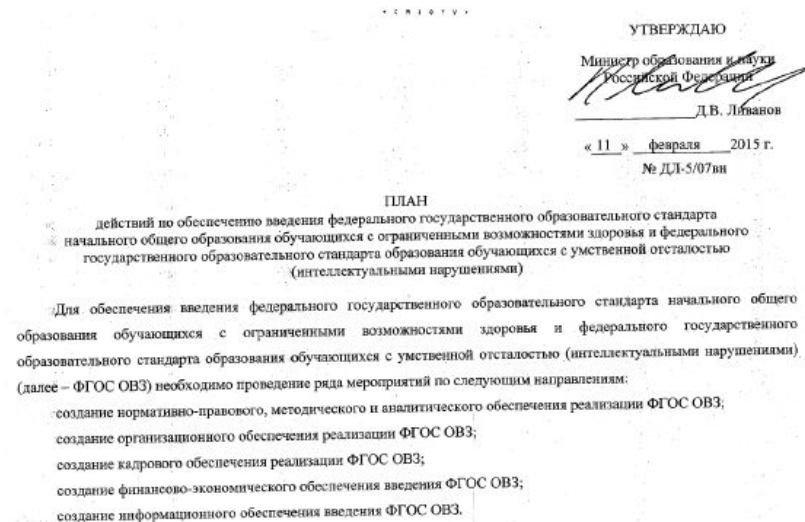 УТВЕРЖДАЮ
Министр образования и науки
Российской Федерации
Д.В. Ливанов
« 11 » февраля 2015 г.
№ ДЛ-5/07вн
ПЛАН
действий по обеспечению введения федерального государственного образовательного стандарта
начального общего образования обучающихся с ограниченными возможностями здоровья и федерального
государственного образовательного стандарта образования обучающихся с умственной отсталостью
(интеллектуальными нарушениями)
Для обеспечения введения федерального государственного образовательного стандарта начального общего
образования обучающихся с ограниченными возможностями здоровья и федерального государственного
образовательного стандарта образования обучающихся с умственной отсталостью (интеллектуальными нарушениями)
(далее – ФГОС ОВЗ) необходимо проведение ряда мероприятий по следующим направлениям:
создание нормативно-правового, методического и аналитического обеспечения реализации ФГОС ОВЗ;
создание организационного обеспечения реализации ФГОС ОВЗ;
создание кадрового обеспечения реализации ФГОС ОВЗ;
создание финансово-экономического обеспечения введения ФГОС ОВЗ;
создание информационного обеспечения введения ФГОС ОВЗ.